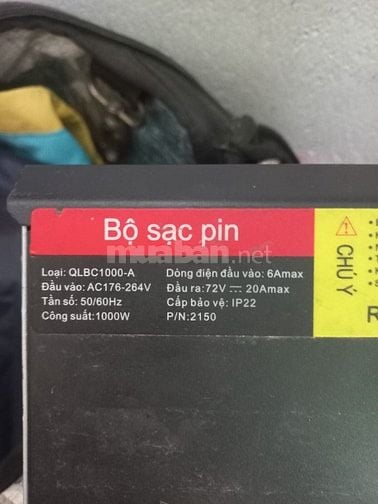 Bộ sạc pin
muaban.net
Loại: QLBC1000-A
Đầu vào: AC176-264V
Tần số: 50/60Hz
Công suất: 1000W
Dòng điện đầu vào: 6Amax
Đầu ra:72V ⎓ 20Amax
Cấp bảo vệ: IP22
P/N:2150
CHÚ Ý
R